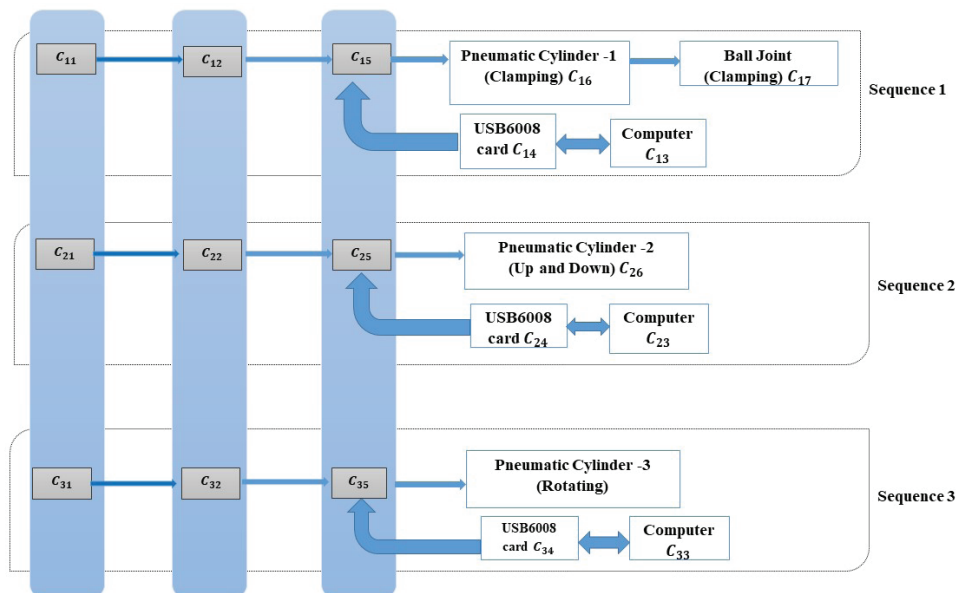 C₁₁
C₁₂
C₁₅
Pneumatic Cylinder -1
(Clamping) C₁₆
Ball Joint
(Clamping) C₁₇
Sequence 1
USB6008
card C₁₄
Computer
C₁₃
C₂₁
C₂₂
C₂₅
Pneumatic Cylinder -2
(Up and Down) C₂₆
Sequence 2
USB6008
card C₂₄
Computer
C₂₃
C₃₁
C₃₂
C₃₅
Pneumatic Cylinder -3
(Rotating)
Sequence 3
USB6008
card C₃₄
Computer
C₃₃